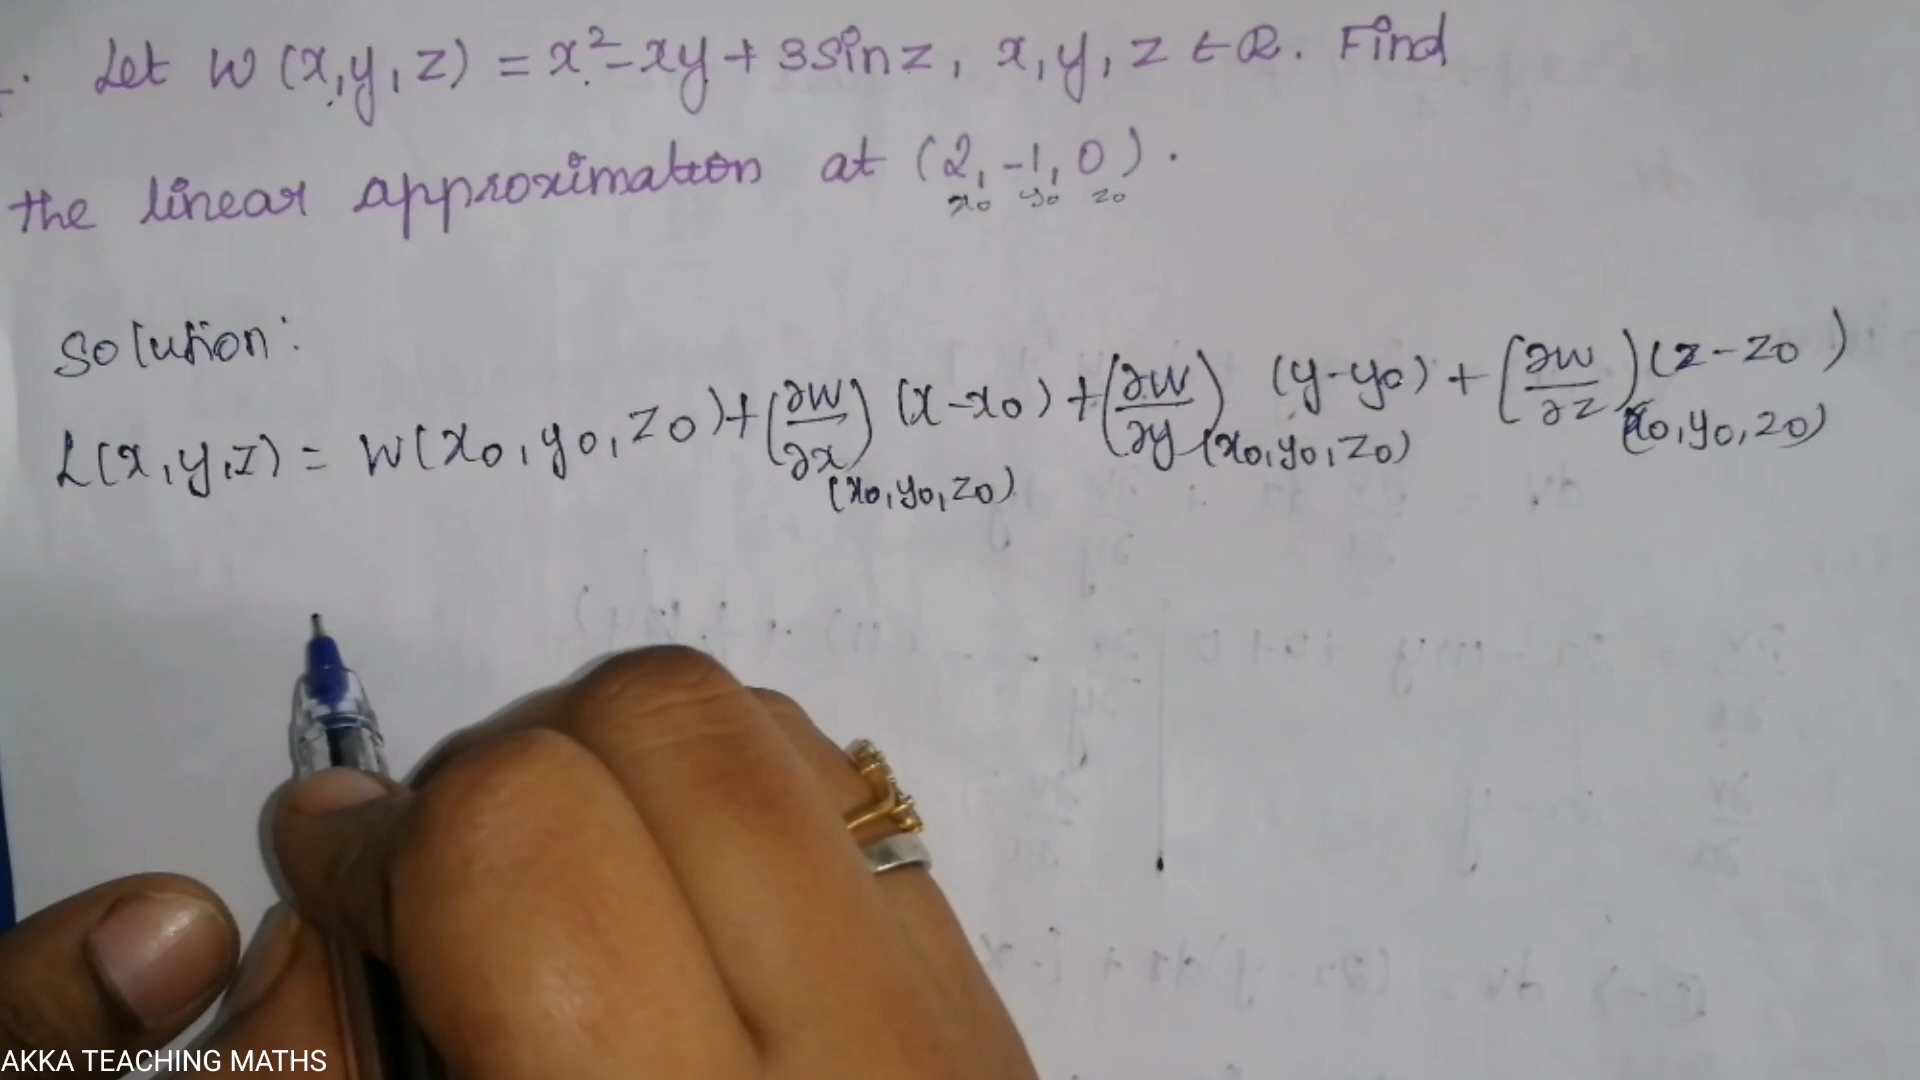 Let W(x,y,z) = x²-xy+3sinz, x,y,z ∈ R. Find
the linear approximation at (2,-1,0).
x₀ y₀ z₀
Solution:
L(x,y,z) = W(x₀,y₀,z₀)+(∂W/∂x)(x₀,y₀,z₀) (x-x₀)+(∂W/∂y)(x₀,y₀,z₀) (y-y₀)+(∂W/∂z)(x₀,y₀,z₀) (z-z₀)
AKKA TEACHING MATHS